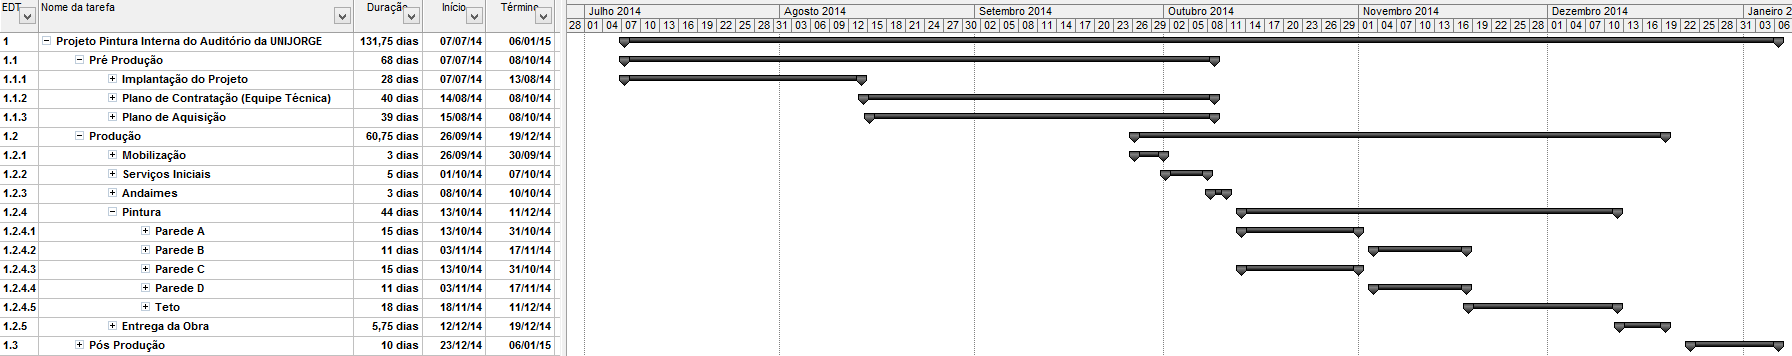 EDT Nome da tarefa Duração Início Término
Julho 2014 Agosto 2014 Setembro 2014 Outubro 2014 Novembro 2014 Dezembro 2014 Janeiro 2
28 01 04 07 10 13 16 19 22 25 28 31 03 06 09 12 15 18 21 24 27 30 02 05 08 11 14 17 20 23 26 29 02 05 08 11 14 17 20 23 26 29 01 04 07 10 13 16 19 22 25 28 01 04 07 10 13 16 19 22 25 28 31 03 06
1 Projeto Pintura Interna do Auditório da UNIJORGE 131,75 dias 07/07/14 06/01/15
1.1 Pré Produção 68 dias 07/07/14 08/10/14
1.1.1 Implantação do Projeto 28 dias 07/07/14 13/08/14
1.1.2 Plano de Contratação (Equipe Técnica) 40 dias 14/08/14 08/10/14
1.1.3 Plano de Aquisição 39 dias 15/08/14 08/10/14
1.2 Produção 60,75 dias 26/09/14 19/12/14
1.2.1 Mobilização 3 dias 26/09/14 30/09/14
1.2.2 Serviços Iniciais 5 dias 01/10/14 07/10/14
1.2.3 Andaimes 3 dias 08/10/14 10/10/14
1.2.4 Pintura 44 dias 13/10/14 11/12/14
1.2.4.1 Parede A 15 dias 13/10/14 31/10/14
1.2.4.2 Parede B 11 dias 03/11/14 17/11/14
1.2.4.3 Parede C 15 dias 13/10/14 31/10/14
1.2.4.4 Parede D 11 dias 03/11/14 17/11/14
1.2.4.5 Teto 18 dias 18/11/14 11/12/14
1.2.5 Entrega da Obra 5,75 dias 12/12/14 19/12/14
1.3 Pós Produção 10 dias 23/12/14 06/01/15